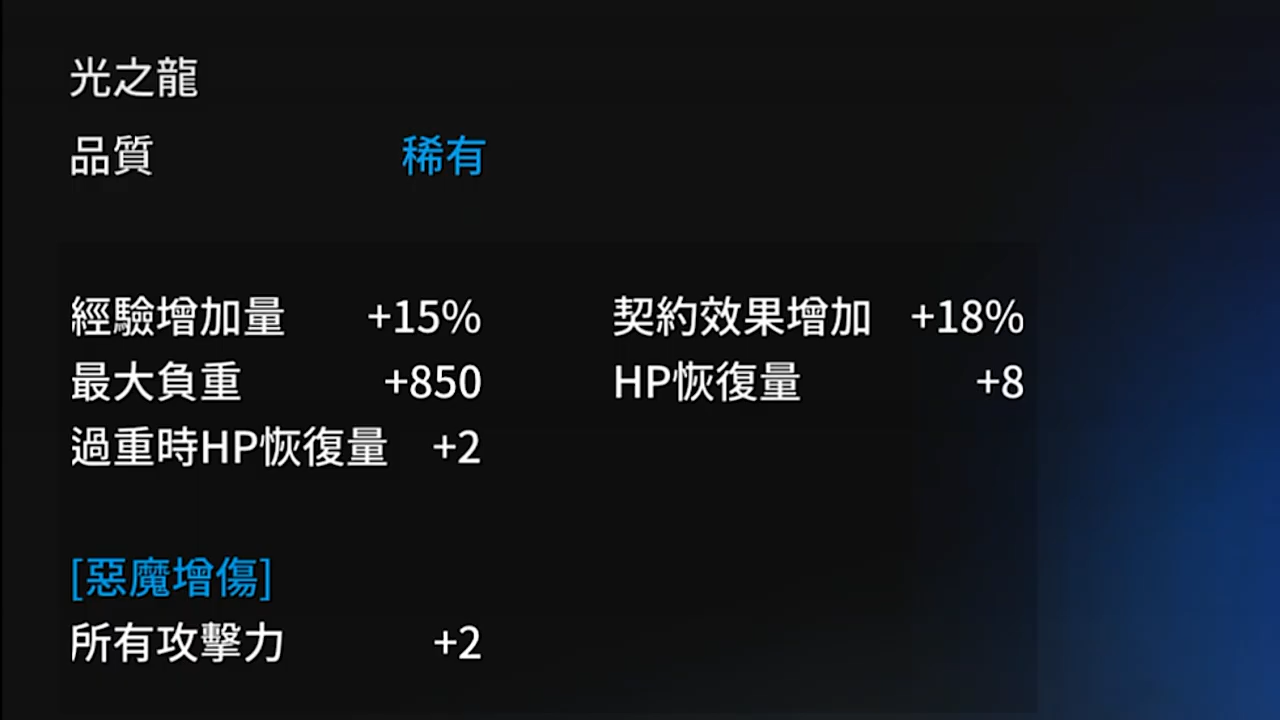 光之龍
品質 稀有
經驗增加量 +15% 契約效果增加 +18%
最大負重 +850 HP恢復量 +8
過重時HP恢復量 +2
[惡魔增傷]
所有攻擊力 +2